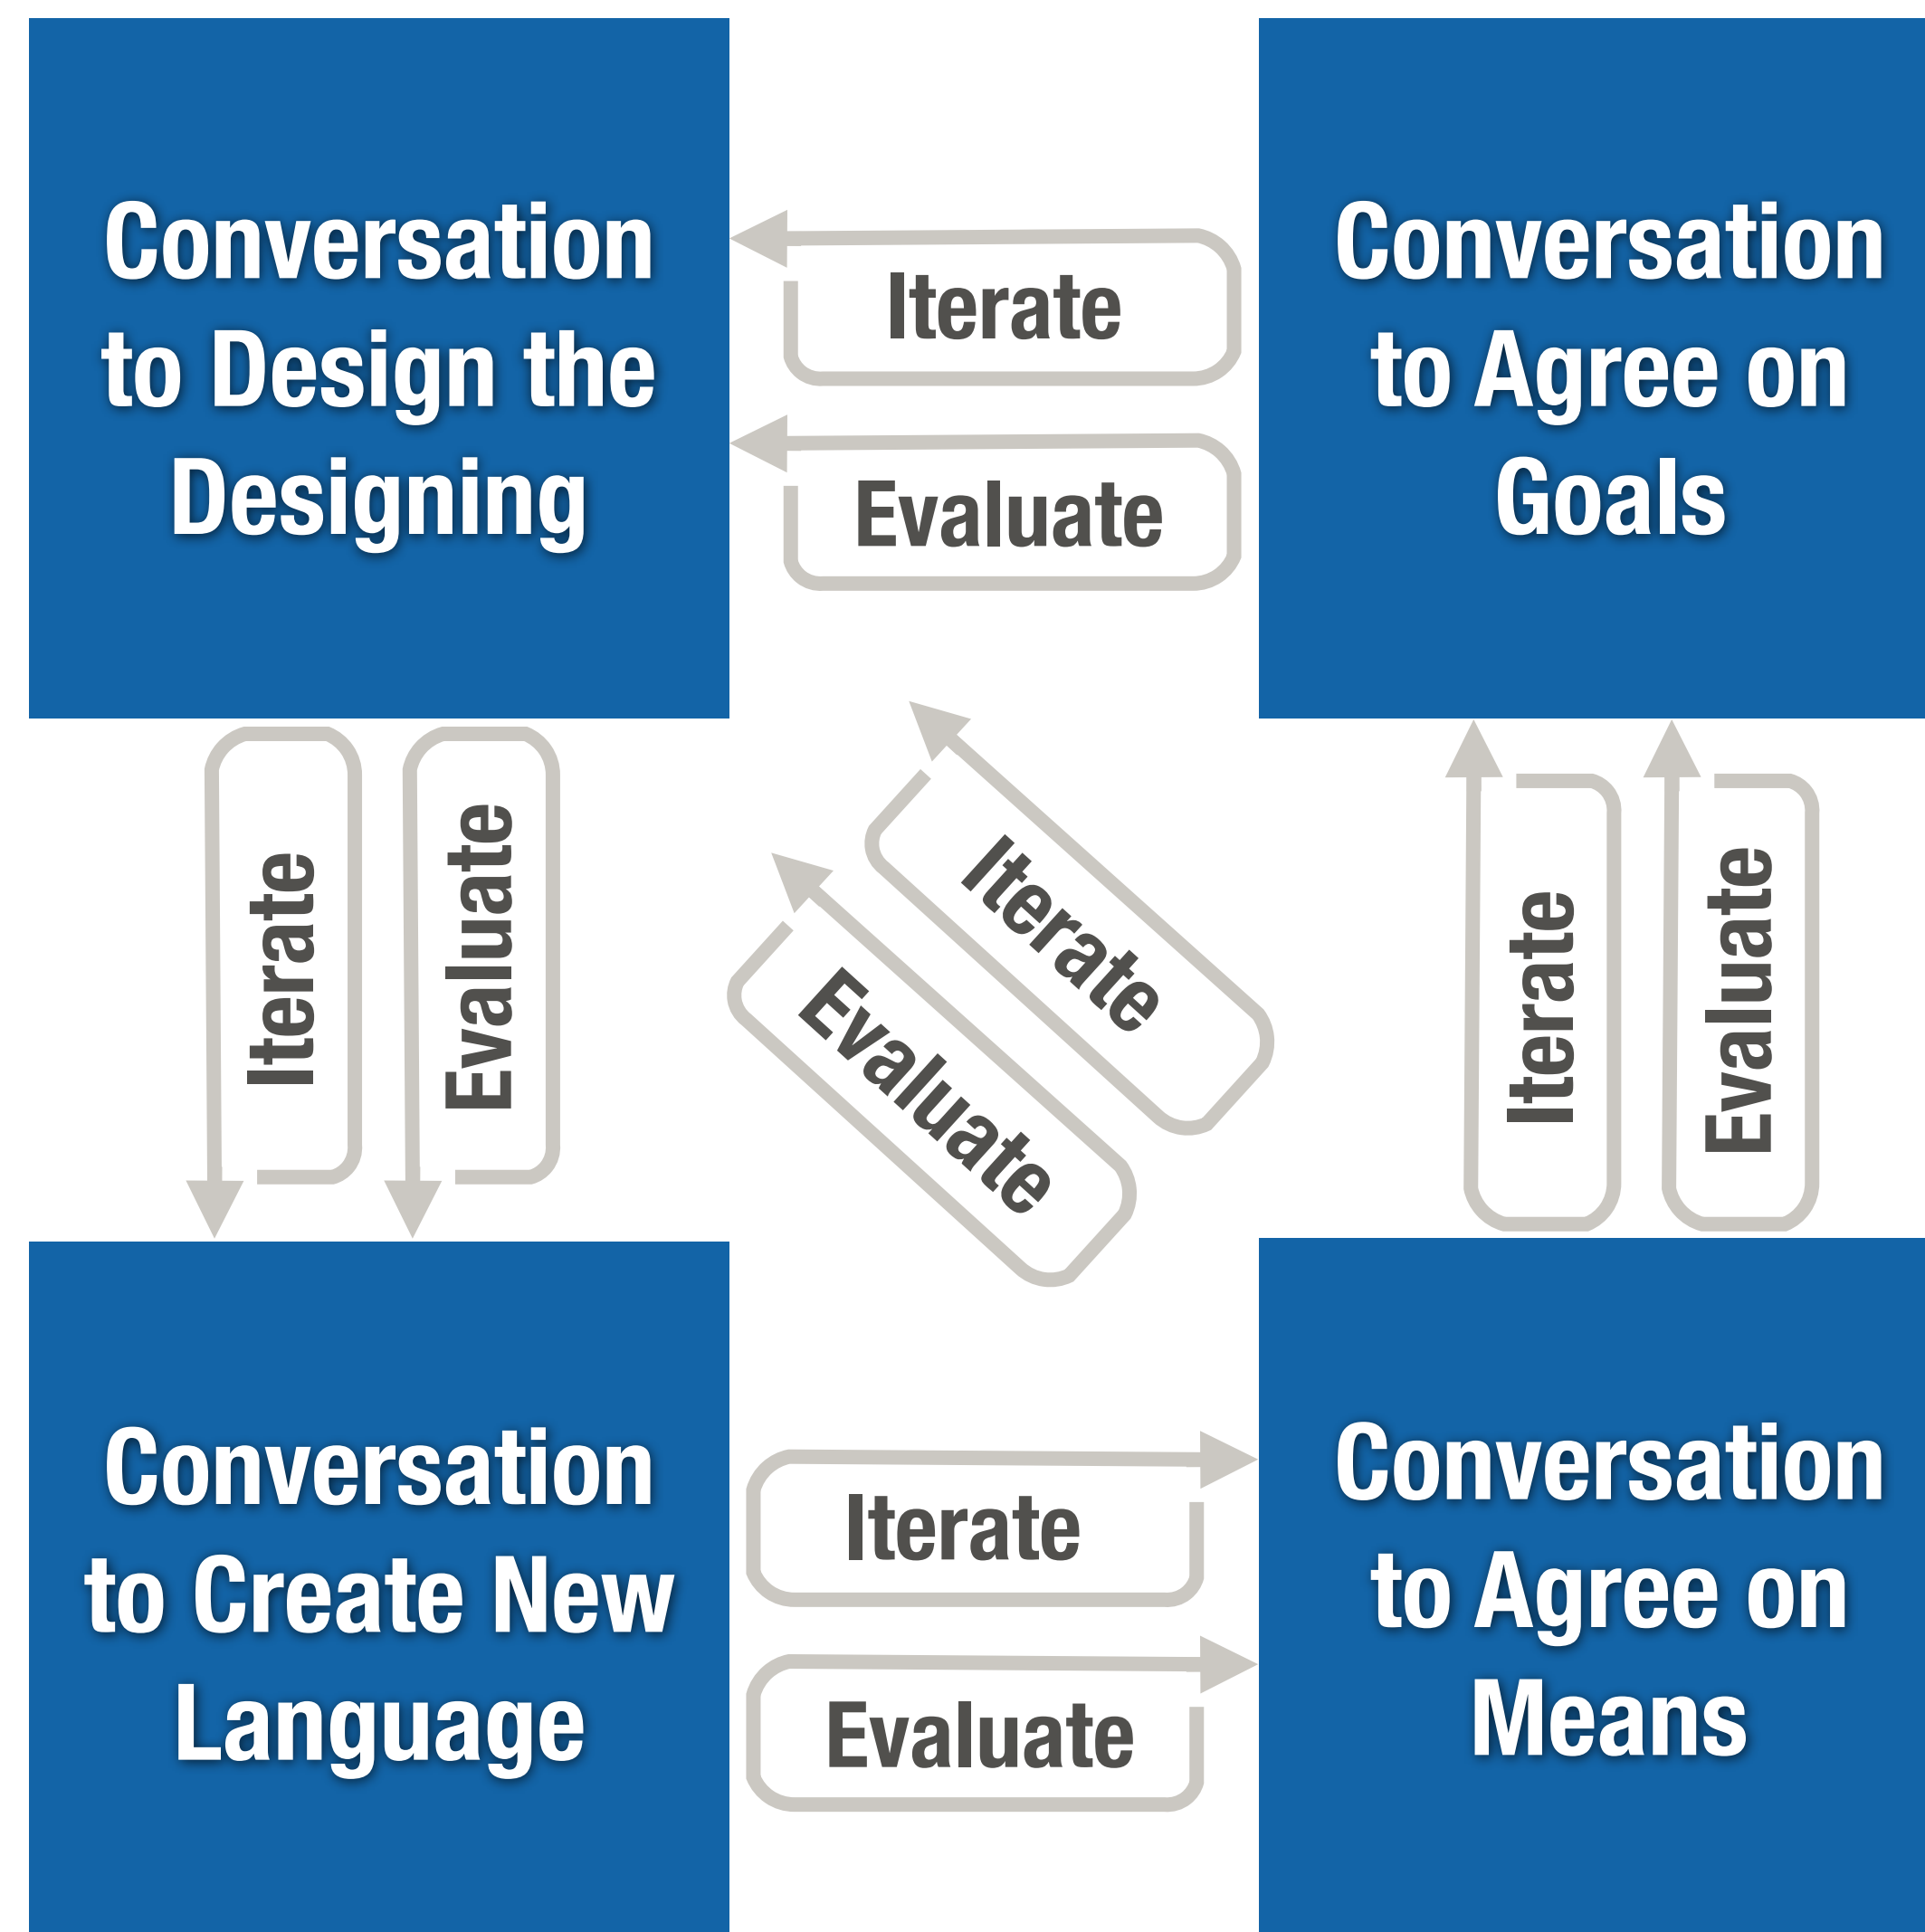 Conversation
to Design the
Designing
Iterate
Evaluate
Conversation
to Agree on
Goals
Iterate
Evaluate
Iterate
Evaluate
Iterate
Evaluate
Conversation
to Create New
Language
Iterate
Evaluate
Conversation
to Agree on
Means